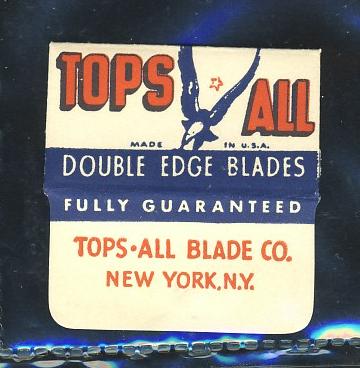 TOPS ALL
MADE IN U.S.A.
DOUBLE EDGE BLADES
FULLY GUARANTEED
TOPS·ALL BLADE CO.
NEW YORK, N.Y.